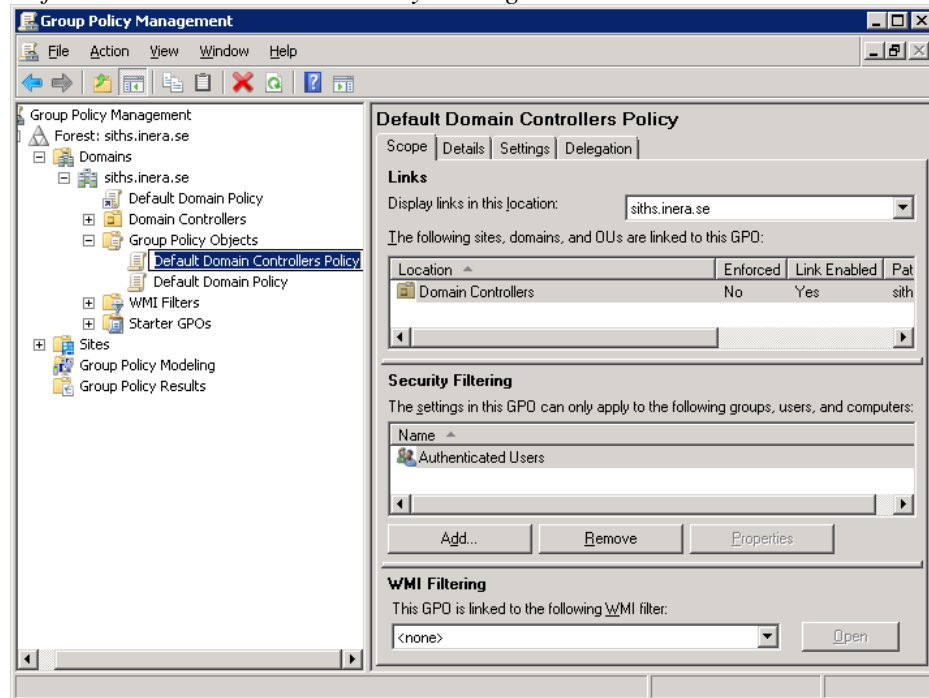 Group Policy Management
File Action View Window Help
Group Policy Management
Forest: siths.inera.se
Domains
siths.inera.se
Default Domain Policy
Domain Controllers
Group Policy Objects
Default Domain Controllers Policy
Default Domain Policy
WMI Filters
Starter GPOs
Sites
Group Policy Modeling
Group Policy Results
Default Domain Controllers Policy
Scope Details Settings Delegation
Links
Display links in this location: siths.inera.se
The following sites, domains, and OUs are linked to this GPO:
Location Enforced Link Enabled Pat
Domain Controllers No Yes sith
Security Filtering
The settings in this GPO can only apply to the following groups, users, and computers:
Name
Authenticated Users
Add... Remove Properties
WMI Filtering
This GPO is linked to the following WMI filter:
<none> Open